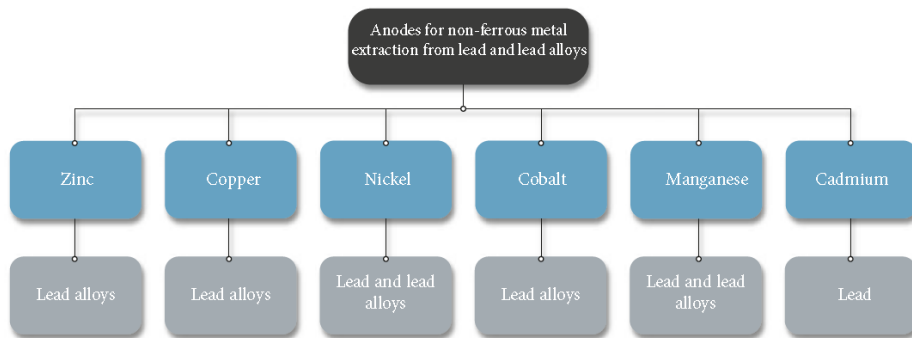 Anodes for non-ferrous metal
extraction from lead and lead alloys
Zinc
Copper
Nickel
Cobalt
Manganese
Cadmium
Lead alloys
Lead alloys
Lead and lead
alloys
Lead alloys
Lead and lead
alloys
Lead